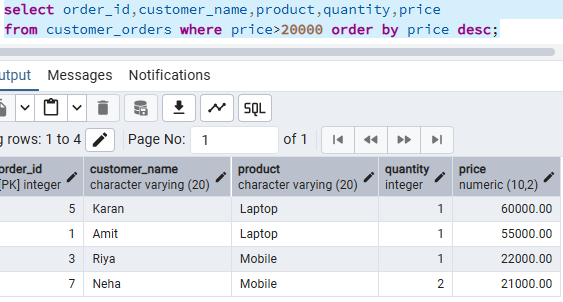 select order_id,customer_name,product,quantity,price
from customer_orders where price>20000 order by price desc;
Messages Notifications
SQL
rows: 1 to 4 Page No: 1 of 1
order_id customer_name product quantity price
[PK] integer character varying (20) character varying (20) integer numeric (10,2)
5 Karan Laptop 1 60000.00
1 Amit Laptop 1 55000.00
3 Riya Mobile 1 22000.00
7 Neha Mobile 2 21000.00